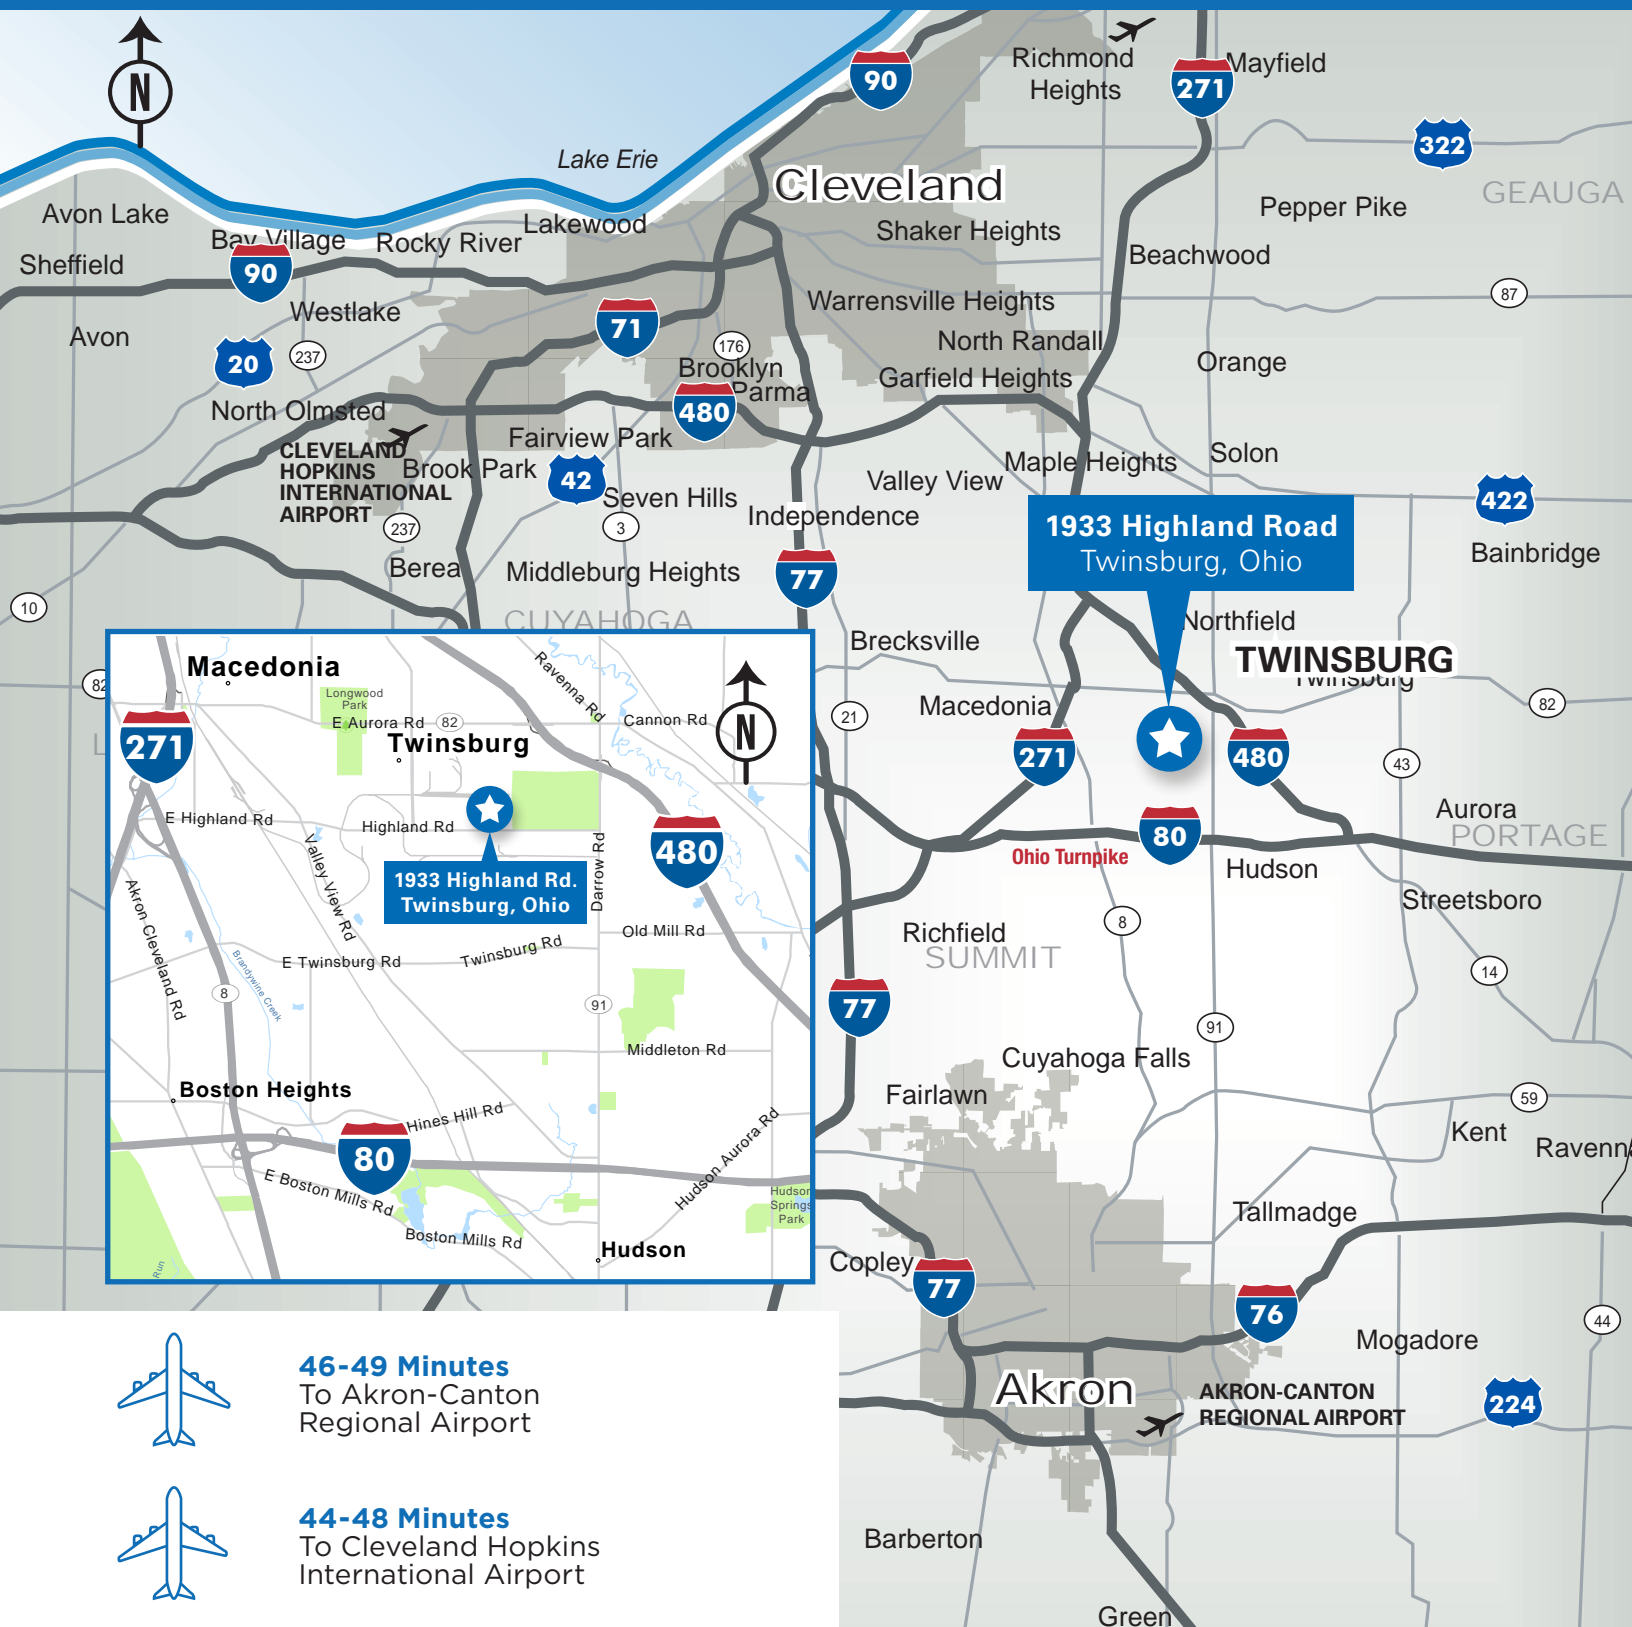 N
Lake Erie
90
Richmond
Heights
271
Mayfield
322
GEAUGA
Cleveland
Avon Lake
Bay Village
Rocky River
Lakewood
Shaker Heights
Pepper Pike
Beachwood
Sheffield
90
Westlake
Avon
20
237
71
176
Warrensville Heights
North Randall
87
Orange
Brooklyn
Parma
Garfield Heights
480
North Olmsted
CLEVELAND
HOPKINS
INTERNATIONAL
AIRPORT
Brook Park
Fairview Park
42
Seven Hills
3
237
Valley View
Maple Heights
Solon
Independence
422
Bainbridge
1933 Highland Road
Twinsburg, Ohio
Berea
Middleburg Heights
77
10
CUYAHOGA
Brecksville
Northfield
TWINSBURG
Twinsburg
82
82
L
21
Macedonia
271
480
43
Aurora
PORTAGE
80
Ohio Turnpike
Hudson
Streetsboro
8
Richfield
SUMMIT
14
77
91
Cuyahoga Falls
Fairlawn
59
Kent
Ravenn
Tallmadge
Copley
77
76
44
Mogadore
Akron
AKRON-CANTON
REGIONAL AIRPORT
224
Barberton
Green
Macedonia
Longwood
Park
E Aurora Rd
82
Ravenna Rd
Cannon Rd
N
271
Twinsburg
E Highland Rd
Highland Rd
Valley View Rd
480
1933 Highland Rd.
Twinsburg, Ohio
Darrow Rd
Akron Cleveland Rd
Old Mill Rd
Twinsburg Rd
E Twinsburg Rd
Brandywine Creek
8
91
Middleton Rd
Boston Heights
Hines Hill Rd
80
Hudson Aurora Rd
E Boston Mills Rd
Boston Mills Rd
Hudson
Springs
Park
Hudson
Run
46-49 Minutes
To Akron-Canton
Regional Airport
44-48 Minutes
To Cleveland Hopkins
International Airport